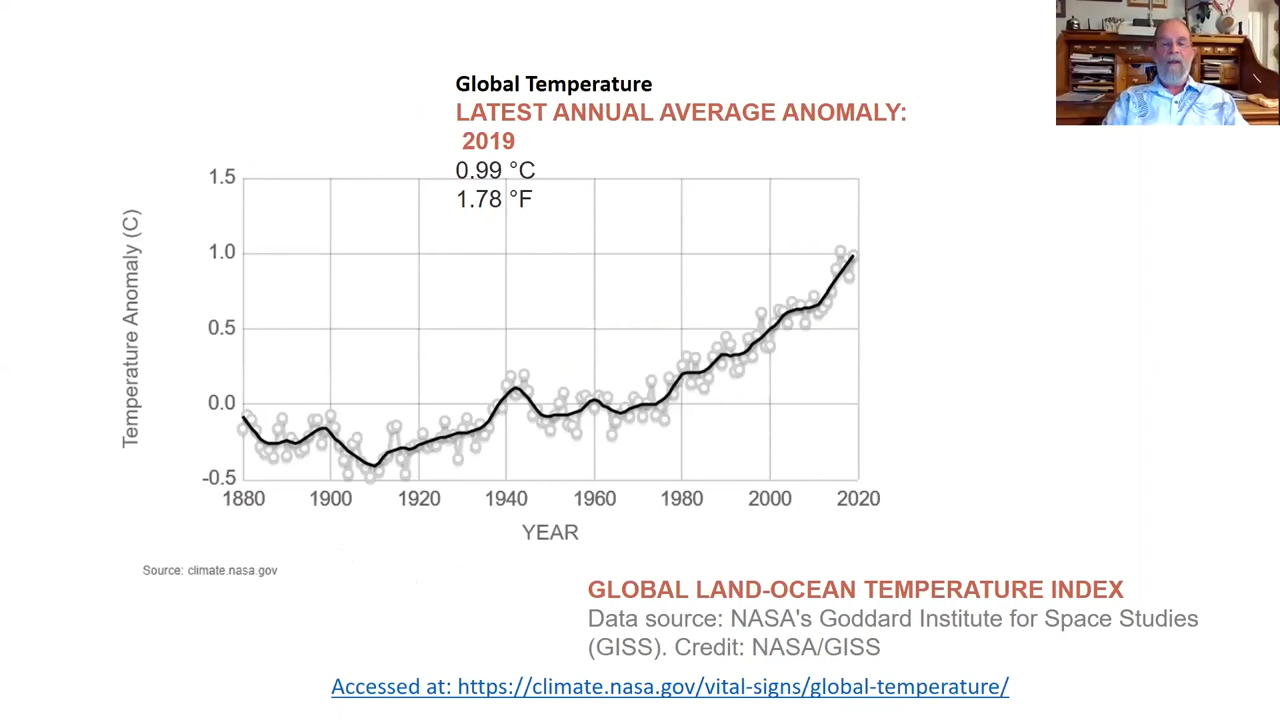 Global Temperature
LATEST ANNUAL AVERAGE ANOMALY:
2019
0.99 °C
1.78 °F
Temperature Anomaly (C)
1.5
1.0
0.5
0.0
-0.5
1880 1900 1920 1940 1960 1980 2000 2020
YEAR
Source: climate.nasa.gov
GLOBAL LAND-OCEAN TEMPERATURE INDEX
Data source: NASA's Goddard Institute for Space Studies
(GISS). Credit: NASA/GISS
Accessed at: https://climate.nasa.gov/vital-signs/global-temperature/